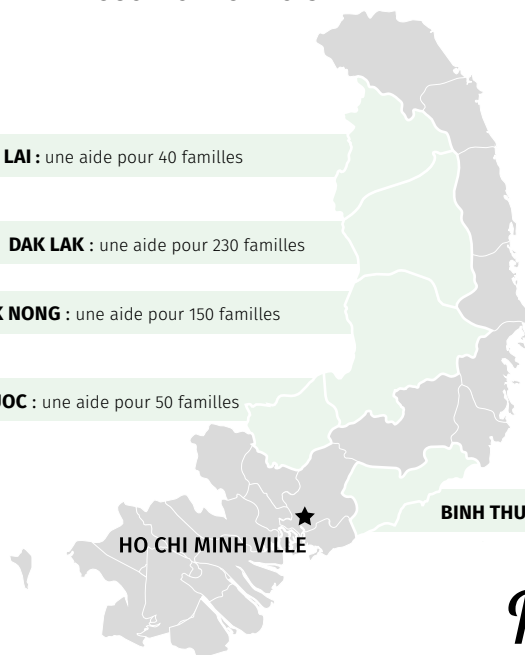 LAI : une aide pour 40 familles
DAK LAK : une aide pour 230 familles
K NONG : une aide pour 150 familles
UOC : une aide pour 50 familles
BINH THU
HO CHI MINH VILLE